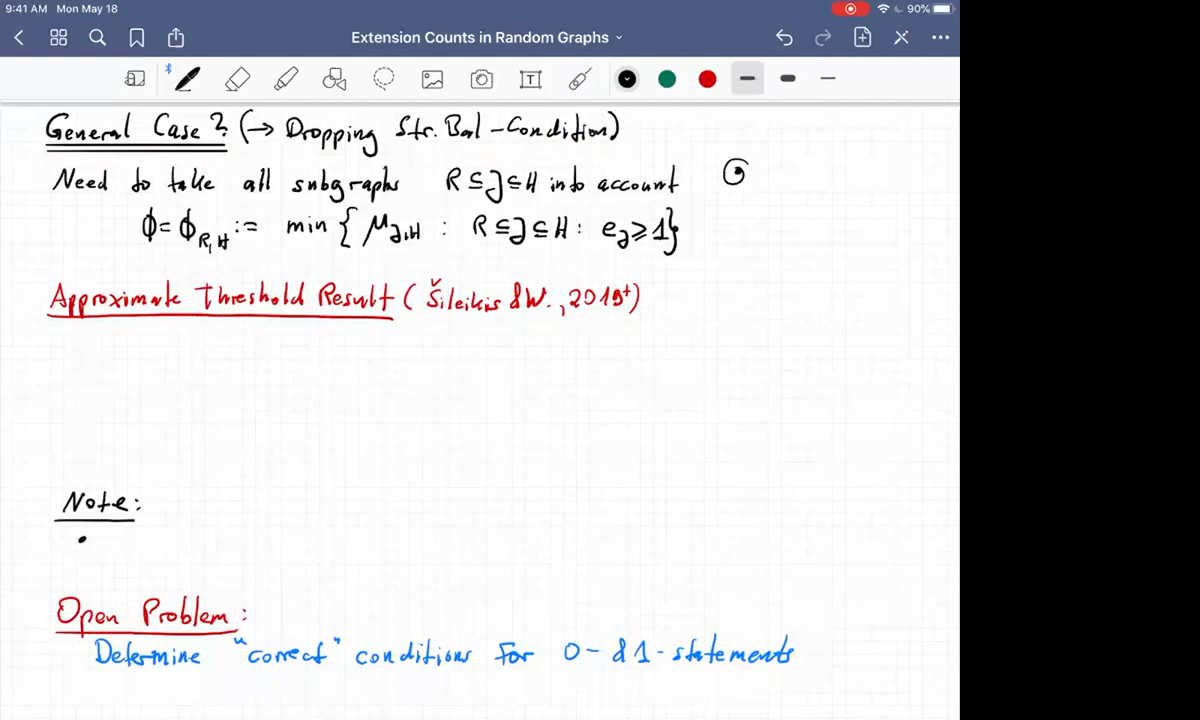 9:41 AM Mon May 18
90%
Extension Counts in Random Graphs
General Case? (→ Dropping Str. Bal-Condition)
Need to take all subgraphs R ⊆ J ⊆ H into account
Φ = Φ_{R,H} := min { μ_{J,H} : R ⊆ J ⊆ H : e_J ⩾ 1 }
Approximate Threshold Result (Šileikis & W., 2019+)
Note:
•
Open Problem:
Determine "correct" conditions for 0- & 1-statements